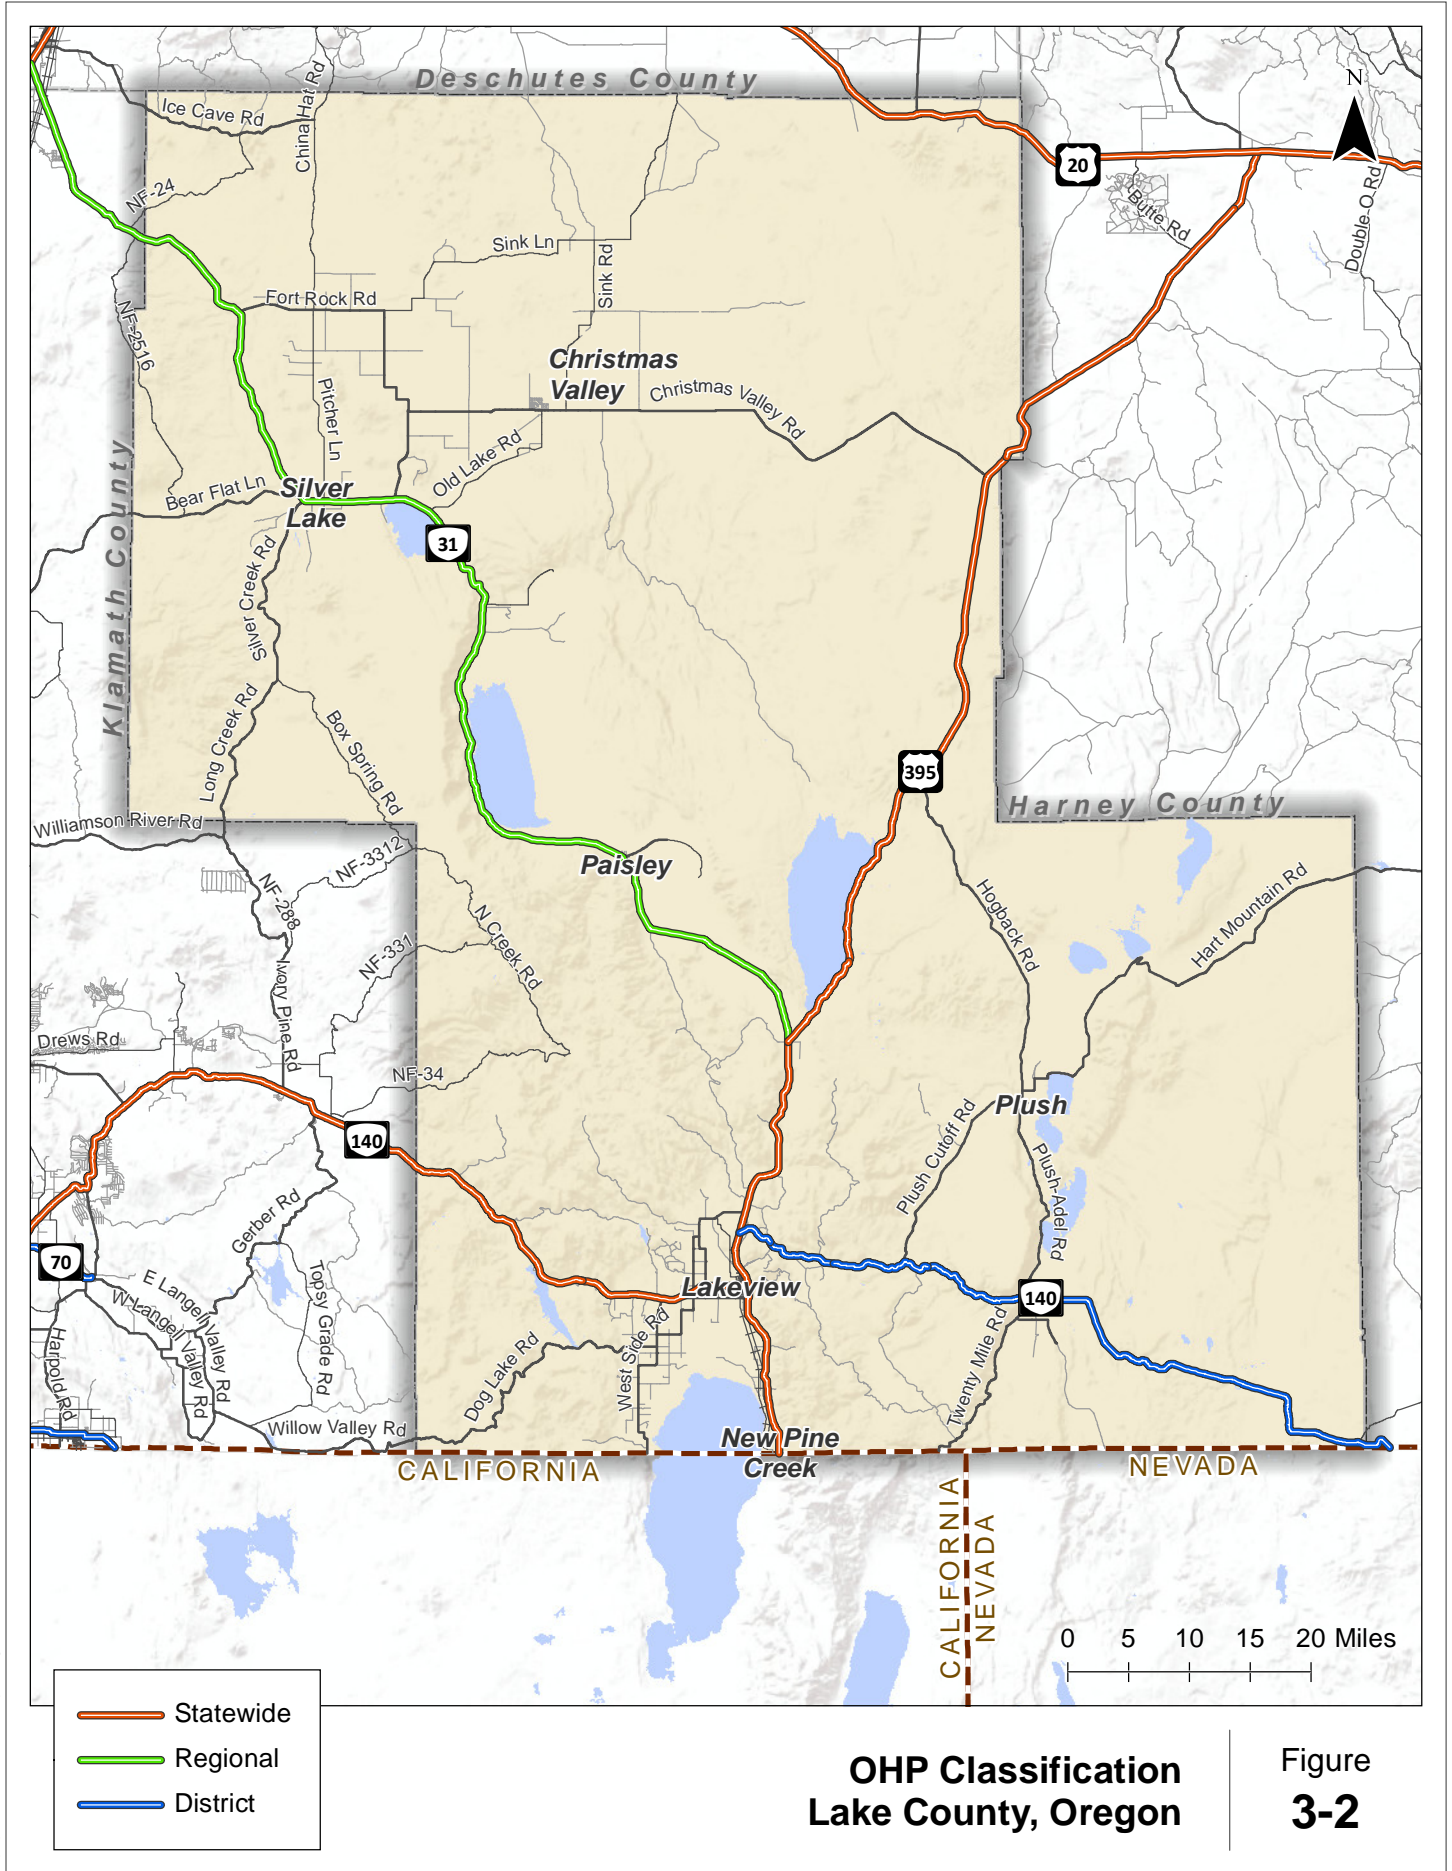 Deschutes County
N
Ice Cave Rd
China Hat Rd
20
NF-24
Butte Rd
Double-O Rd
Sink Ln
Sink Rd
Fort Rock Rd
NF-2516
Christmas
Valley
Christmas Valley Rd
Pitcher Ln
Old Lake Rd
Klamath County
Bear Flat Ln
Silver
Lake
31
Silver Creek Rd
Long Creek Rd
Box Spring Rd
395
Harney County
Williamson River Rd
NF-3312
Paisley
NF-288
N Creek Rd
Hogback Rd
Hart Mountain Rd
NF-331
Ivory Pine Rd
Drews Rd
NF-34
Plush
140
Plush Cutoff Rd
Plush-Adel Rd
Gerber Rd
70
E Langell Valley Rd
W Langell Valley Rd
Topsy Grade Rd
Lakeview
140
Harpold Rd
Dog Lake Rd
West Side Rd
Twenty Mile Rd
Willow Valley Rd
New Pine
Creek
CALIFORNIA
NEVADA
CALIFORNIA
NEVADA
0 5 10 15 20 Miles
Statewide
Regional
District
OHP Classification
Lake County, Oregon
Figure
3-2